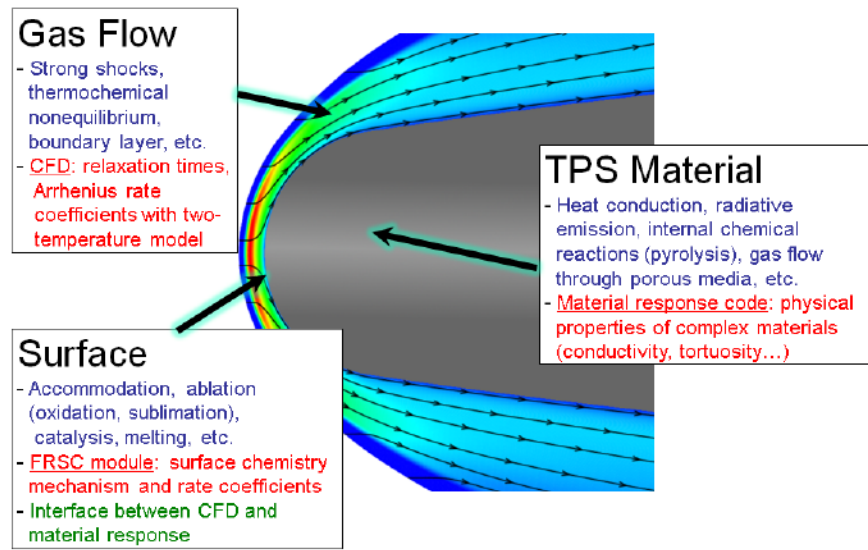 Gas Flow
- Strong shocks,
thermochemical
nonequilibrium,
boundary layer, etc.
- CFD: relaxation times,
Arrhenius rate
coefficients with two-
temperature model
TPS Material
- Heat conduction, radiative
emission, internal chemical
reactions (pyrolysis), gas flow
through porous media, etc.
- Material response code: physical
properties of complex materials
(conductivity, tortuosity…)
Surface
- Accommodation, ablation
(oxidation, sublimation),
catalysis, melting, etc.
- FRSC module: surface chemistry
mechanism and rate coefficients
- Interface between CFD and
material response